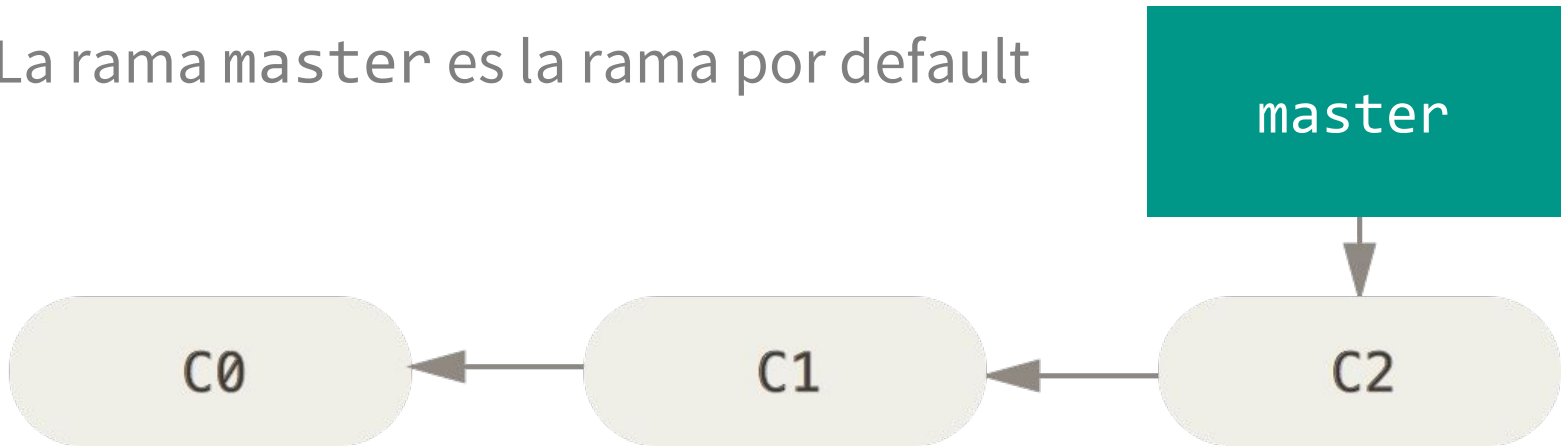 La rama master es la rama por default
master
C0
C1
C2